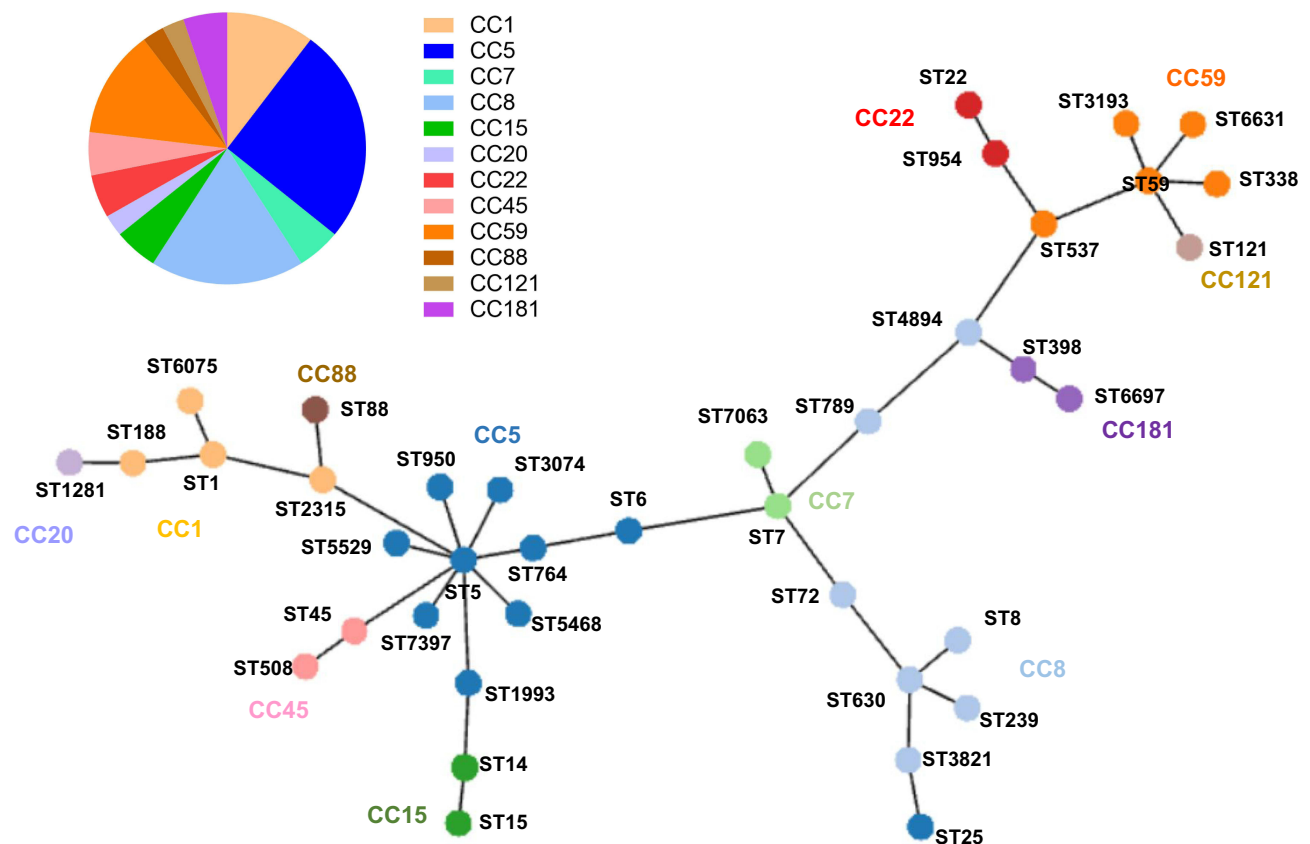 CC1
CC5
CC7
CC8
CC15
CC20
CC22
CC45
CC59
CC88
CC121
CC181
ST22
CC59
ST3193
ST6631
CC22
ST954
ST59
ST338
ST537
ST121
CC121
ST4894
ST398
ST6697
CC181
ST789
ST7063
ST6075
CC88
ST88
ST188
ST1281
ST1
ST2315
CC20
CC1
CC5
ST950
ST3074
ST6
CC7
ST7
ST5529
ST764
ST5
ST45
ST7397
ST5468
ST508
CC45
ST1993
ST72
ST8
CC8
ST630
ST239
ST14
ST3821
CC15
ST15
ST25